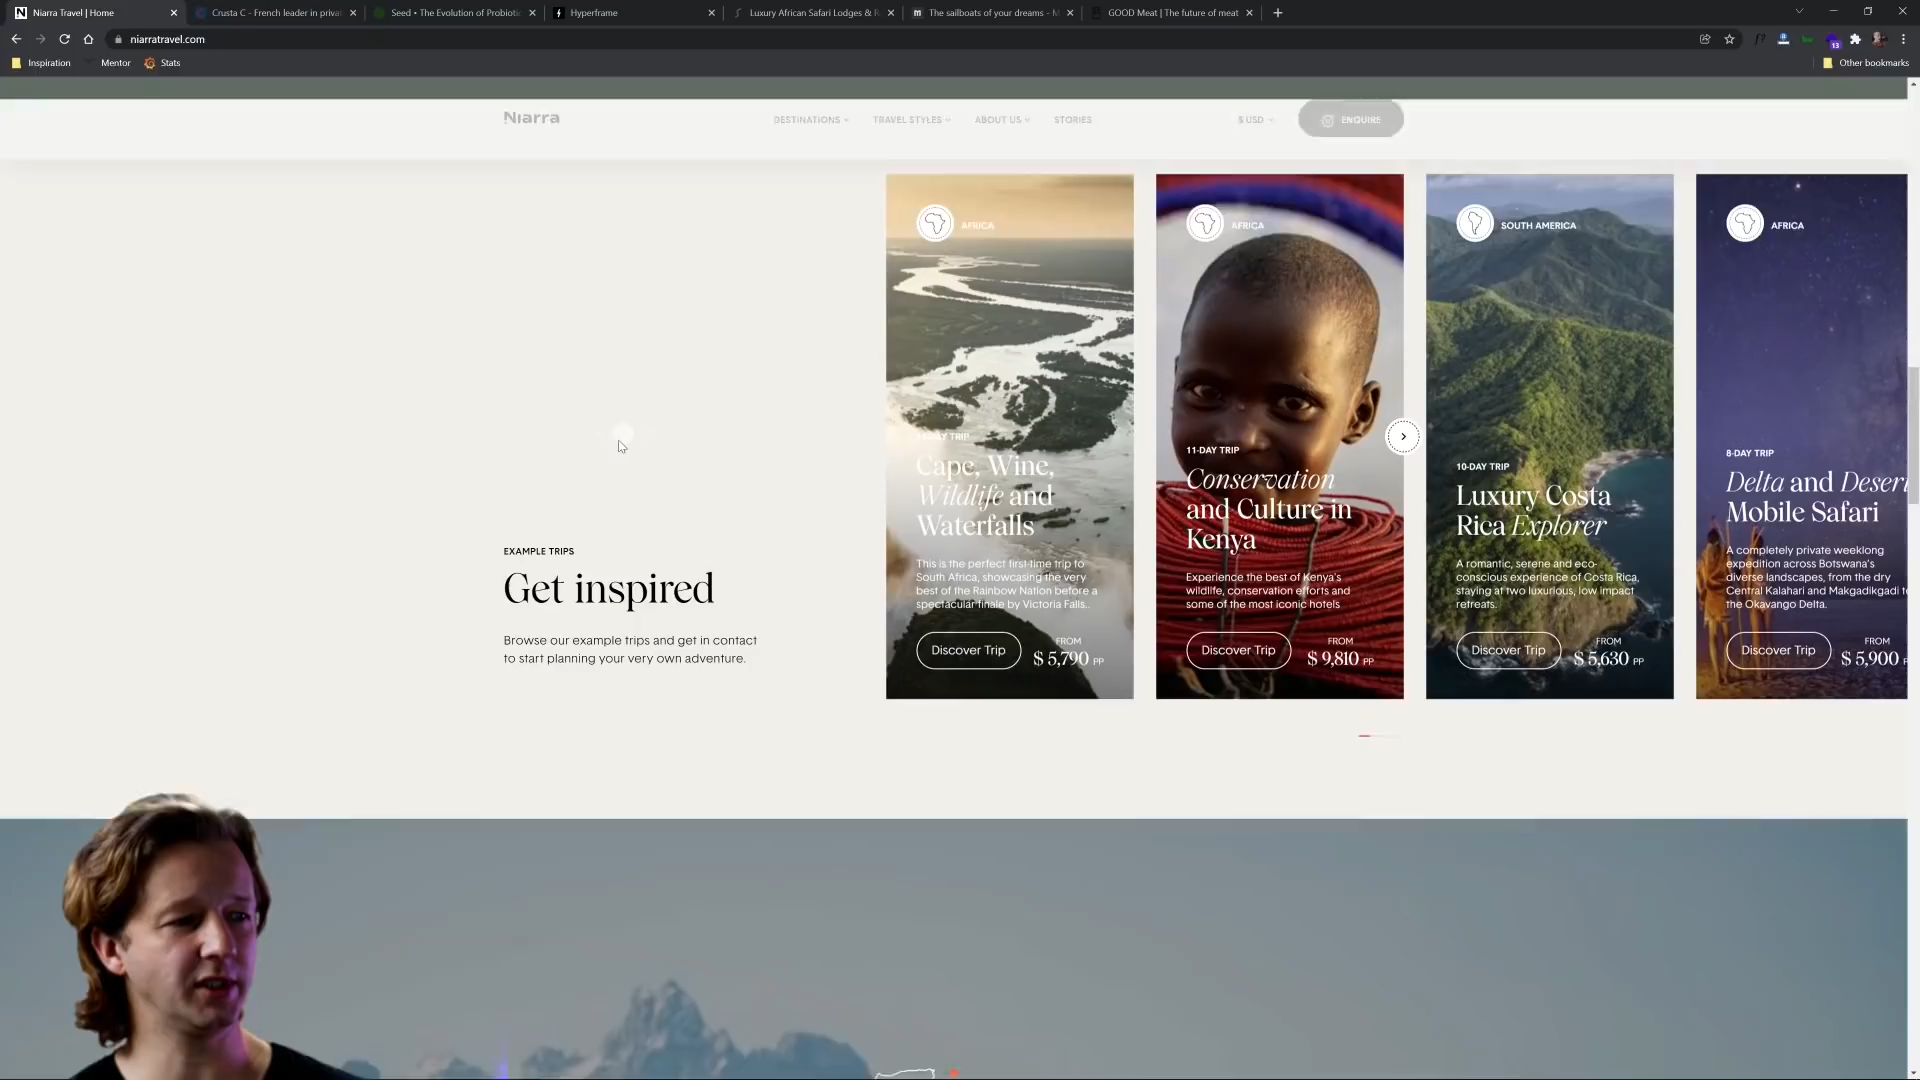 Niarra Travel | Home
Crusta C - French leader in priva
Seed • The Evolution of Probioti
Hyperframe
Luxury African Safari Lodges & R
The sailboats of your dreams - M
GOOD Meat | The future of meat
niarratravel.com
13
Inspiration
Mentor
Stats
Other bookmarks
Niarra
DESTINATIONS
TRAVEL STYLES
ABOUT US
STORIES
$ USD
ENQUIRE
EXAMPLE TRIPS
Get inspired
Browse our example trips and get in contact
to start planning your very own adventure.
AFRICA
DAY TRIP
Cape, Wine,
Wildlife and
Waterfalls
This is the perfect first-time trip to
South Africa, showcasing the very
best of the Rainbow Nation before a
spectacular finale by Victoria Falls..
Discover Trip
FROM
$ 5,790 PP
AFRICA
11-DAY TRIP
Conservation
and Culture in
Kenya
Experience the best of Kenya's
wildlife, conservation efforts and
some of the most iconic hotels
Discover Trip
FROM
$ 9,810 PP
SOUTH AMERICA
10-DAY TRIP
Luxury Costa
Rica Explorer
A romantic, serene and eco-
conscious experience of Costa Rica,
staying at two luxurious, low impact
retreats.
Discover Trip
FROM
$ 5,630 PP
AFRICA
8-DAY TRIP
Delta and Desert
Mobile Safari
A completely private weeklong
expedition across Botswana's
diverse landscapes, from the dry
Central Kalahari and Makgadikgadi to
the Okavango Delta.
Discover Trip
FROM
$ 5,900 P